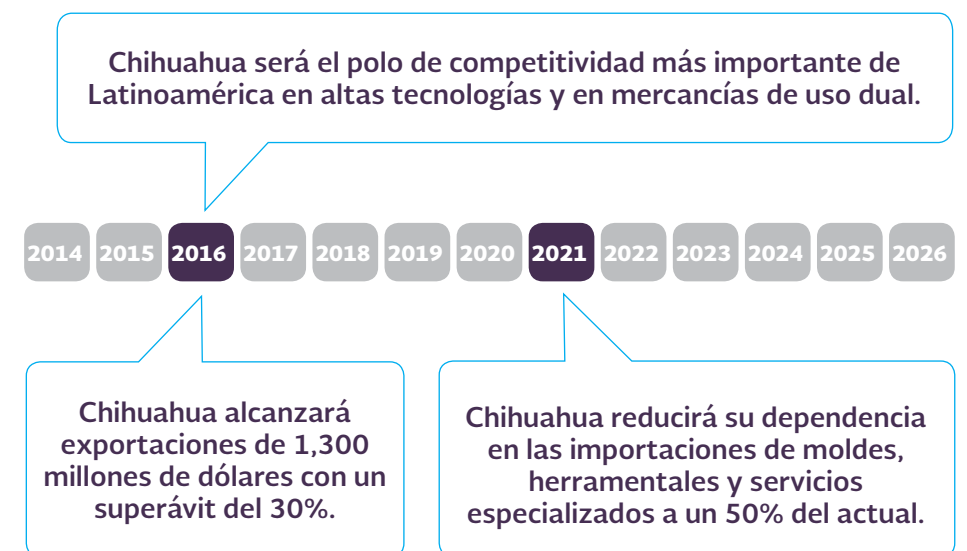 Chihuahua será el polo de competitividad más importante de
Latinoamérica en altas tecnologías y en mercancías de uso dual.
2014 2015 2016 2017 2018 2019 2020 2021 2022 2023 2024 2025 2026
Chihuahua alcanzará
exportaciones de 1,300
millones de dólares con un
superávit del 30%.
Chihuahua reducirá su dependencia
en las importaciones de moldes,
herramentales y servicios
especializados a un 50% del actual.